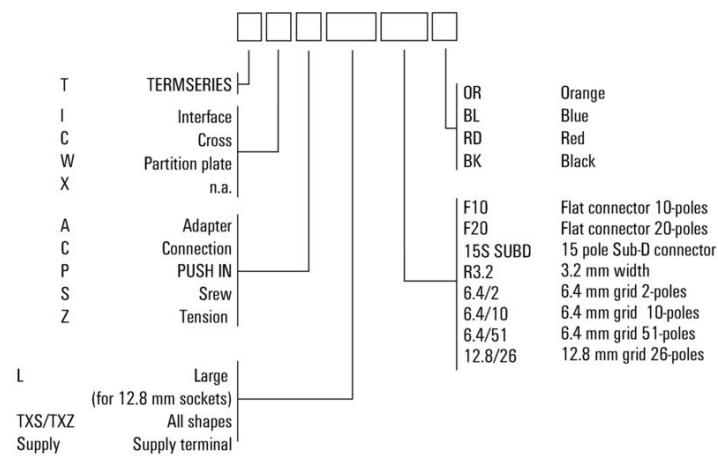 T TERMSERIES
I Interface
C Cross
W Partition plate
X n.a.
A Adapter
C Connection
P PUSH IN
S Srew
Z Tension
L Large
(for 12.8 mm sockets)
TXS/TXZ All shapes
Supply Supply terminal
OR Orange
BL Blue
RD Red
BK Black
F10 Flat connector 10-poles
F20 Flat connector 20-poles
15S SUBD 15 pole Sub-D connector
R3.2 3.2 mm width
6.4/2 6.4 mm grid 2-poles
6.4/10 6.4 mm grid 10-poles
6.4/51 6.4 mm grid 51-poles
12.8/26 12.8 mm grid 26-poles